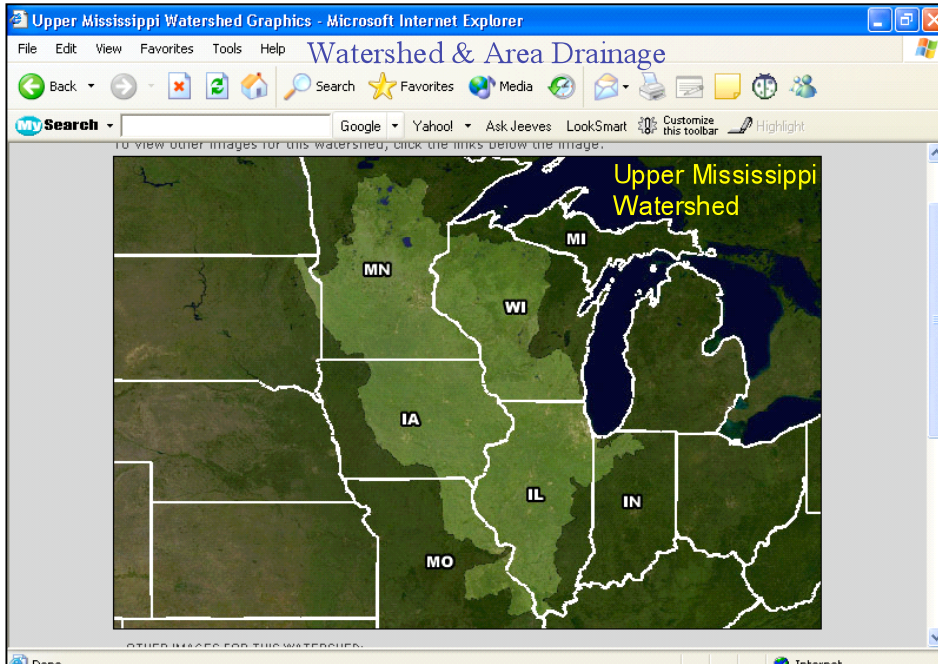 Upper Mississippi Watershed Graphics - Microsoft Internet Explorer
File Edit View Favorites Tools Help
Watershed & Area Drainage
Back Search Favorites Media
My Search Google Yahoo! Ask Jeeves LookSmart Customize this toolbar Highlight
To view other images for this watershed, click the links below the image.
Upper Mississippi
Watershed
MI
MN
WI
IA
IL
IN
MO
OTHER IMAGES FOR THIS WATERSHED:
Done Internet